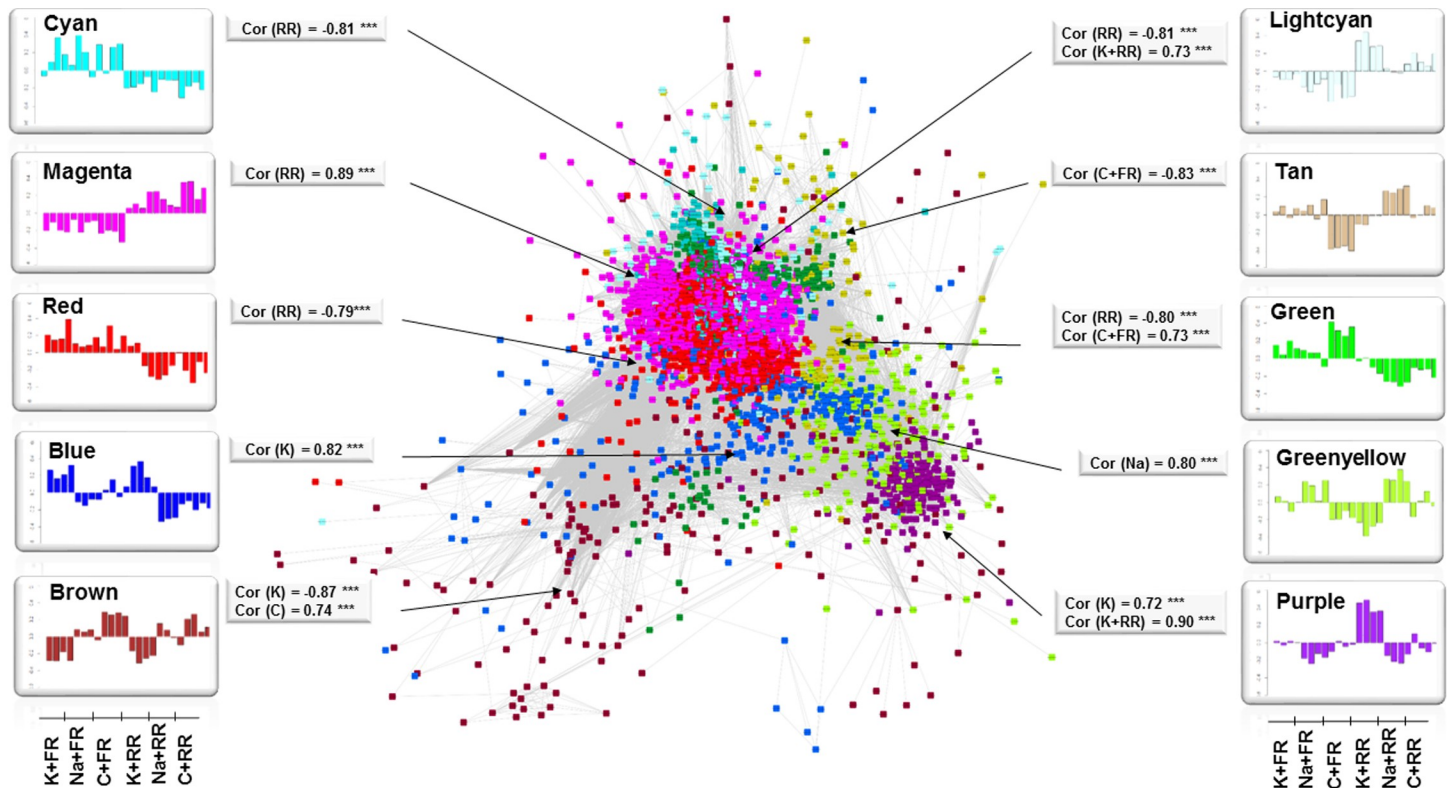 Cyan
Cor (RR) = -0.81 ***
Magenta
Cor (RR) = 0.89 ***
Red
Cor (RR) = -0.79***
Blue
Cor (K) = 0.82 ***
Brown
Cor (K) = -0.87 ***
Cor (C) = 0.74 ***
K+FR
Na+FR
C+FR
K+RR
Na+RR
C+RR
Cor (RR) = -0.81 ***
Cor (K+RR) = 0.73 ***
Lightcyan
Cor (C+FR) = -0.83 ***
Tan
Cor (RR) = -0.80 ***
Cor (C+FR) = 0.73 ***
Green
Cor (Na) = 0.80 ***
Greenyellow
Cor (K) = 0.72 ***
Cor (K+RR) = 0.90 ***
Purple
K+FR
Na+FR
C+FR
K+RR
Na+RR
C+RR